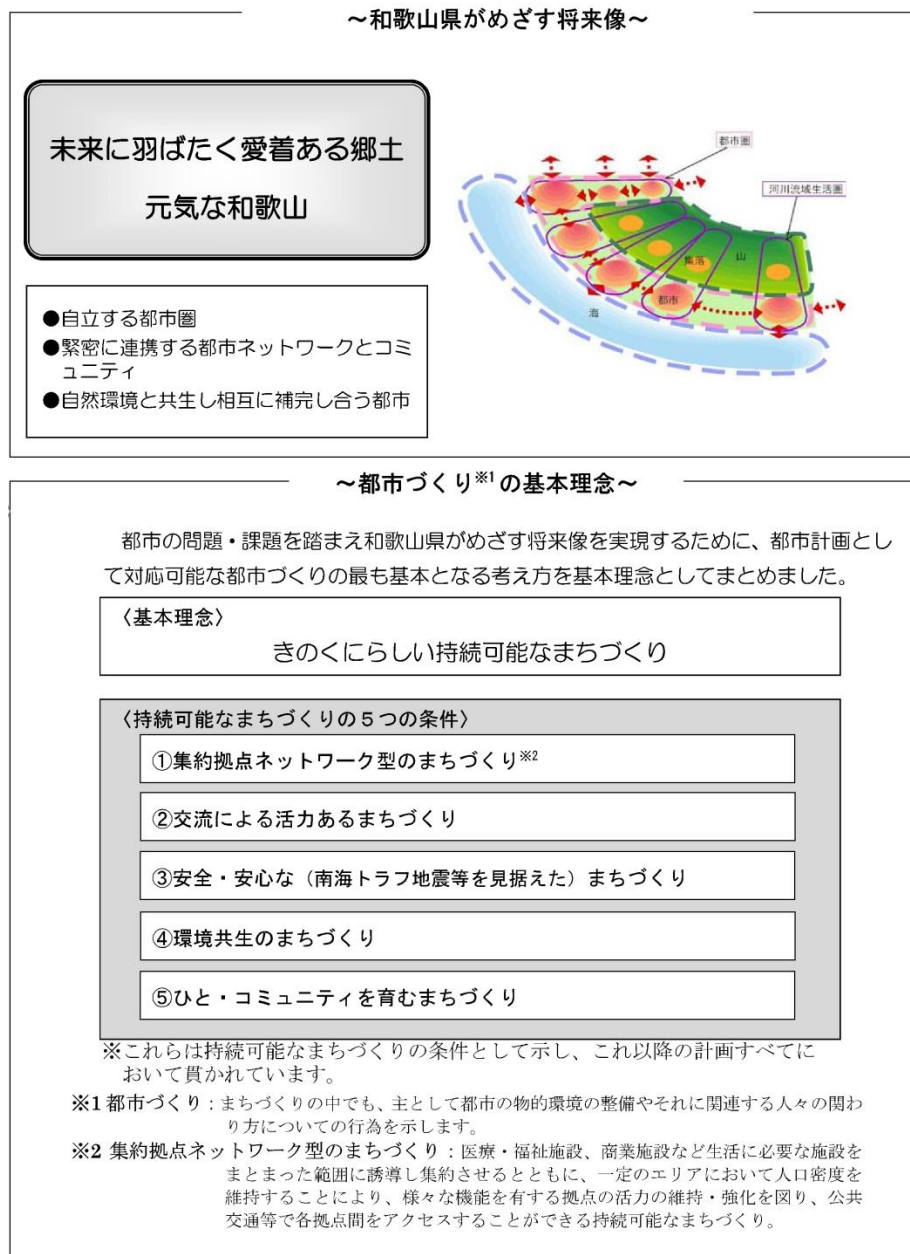 ～和歌山県がめざす将来像～
未来に羽ばたく愛着ある郷土
元気な和歌山
●自立する都市圏
●緊密に連携する都市ネットワークとコミ
ュニティ
●自然環境と共生し相互に補完し合う都市
都市圏
河川流域生活圏
山
集落
都市
海
～都市づくり※1の基本理念～
都市の問題・課題を踏まえ和歌山県がめざす将来像を実現するために、都市計画とし
て対応可能な都市づくりの最も基本となる考え方を基本理念としてまとめました。
〈基本理念〉
きのくにらしい持続可能なまちづくり
〈持続可能なまちづくりの５つの条件〉
①集約拠点ネットワーク型のまちづくり※2
②交流による活力あるまちづくり
③安全・安心な（南海トラフ地震等を見据えた）まちづくり
④環境共生のまちづくり
⑤ひと・コミュニティを育むまちづくり
※これらは持続可能なまちづくりの条件として示し、これ以降の計画すべてに
おいて貫かれています。
※1 都市づくり：まちづくりの中でも、主として都市の物的環境の整備やそれに関連する人々の関わ
り方についての行為を示します。
※2 集約拠点ネットワーク型のまちづくり：医療・福祉施設、商業施設など生活に必要な施設を
まとまった範囲に誘導し集約させるとともに、一定のエリアにおいて人口密度を
維持することにより、様々な機能を有する拠点の活力の維持・強化を図り、公共
交通等で各拠点間をアクセスすることができる持続可能なまちづくり。